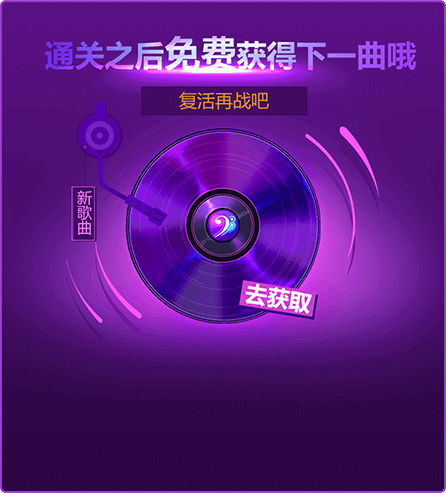 通关之后免费获得下一曲哦
复活再战吧
新歌曲
去获取